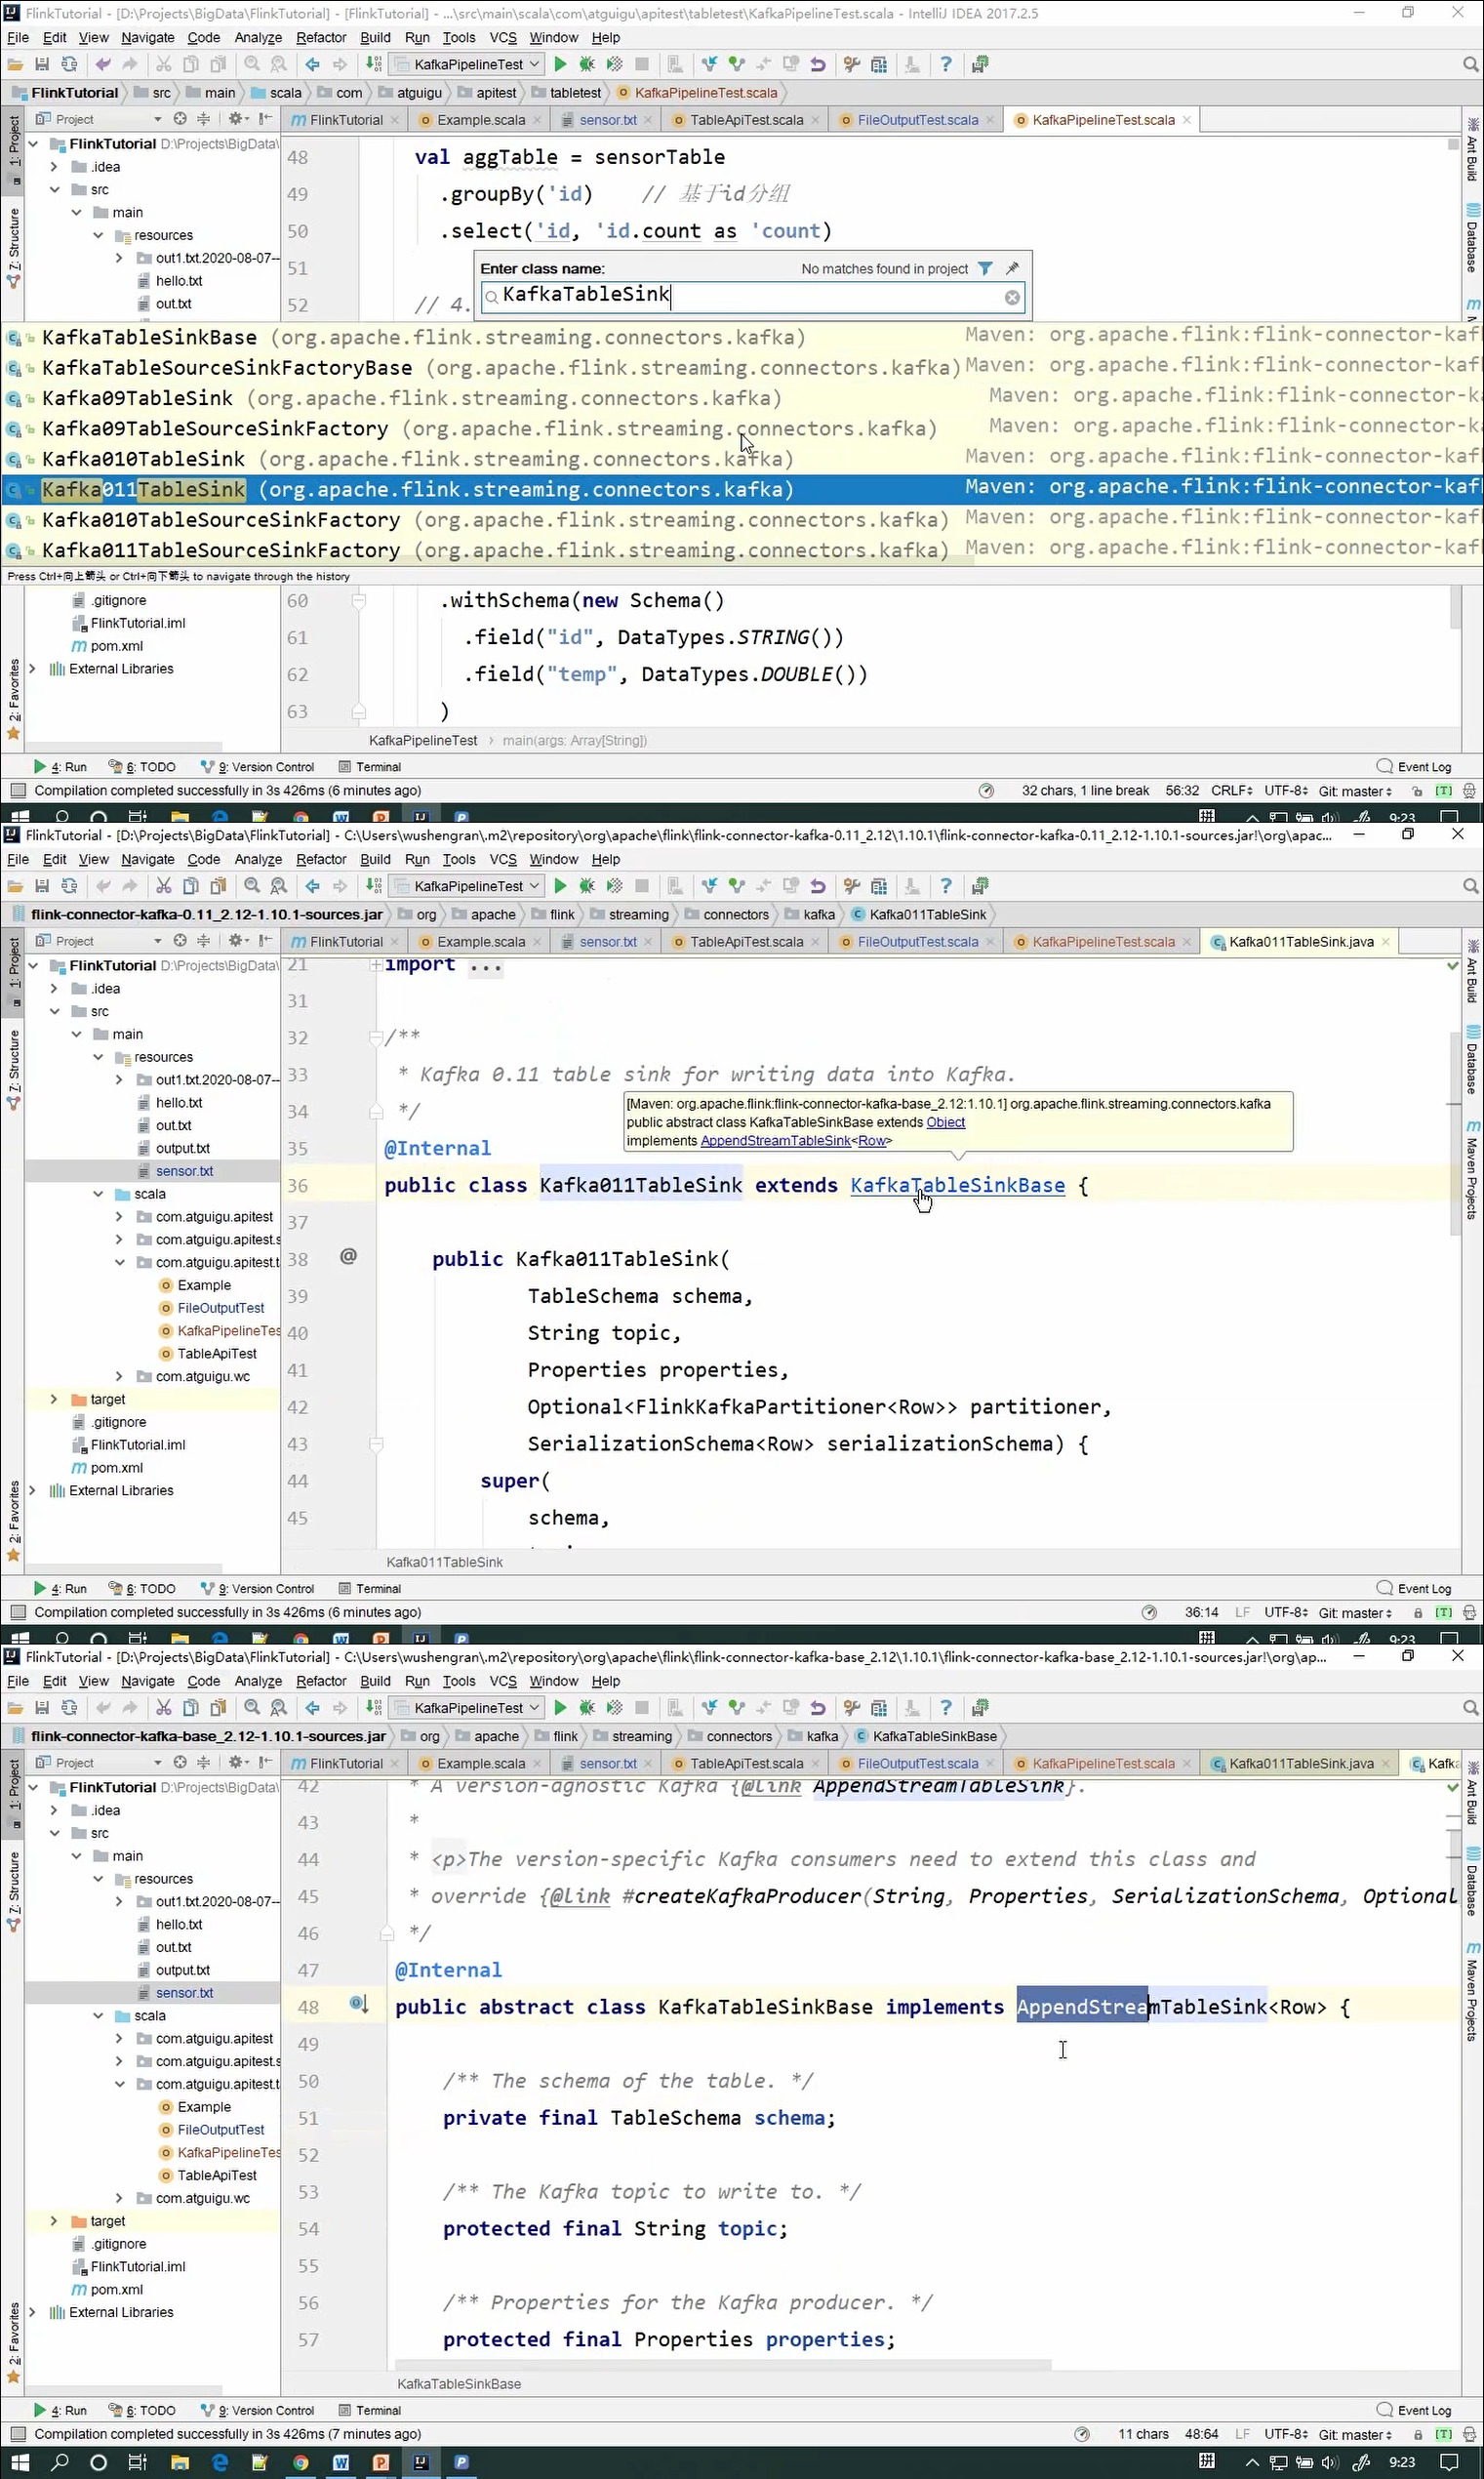 FlinkTutorial - [D:\Projects\BigData\FlinkTutorial] - [FlinkTutorial] - ...\src\main\scala\com\atguigu\apitest\tabletest\KafkaPipelineTest.scala - IntelliJ IDEA 2017.2.5
File Edit View Navigate Code Analyze Refactor Build Run Tools VCS Window Help
KafkaPipelineTest
FlinkTutorial src main scala com atguigu apitest tabletest KafkaPipelineTest.scala
Project FlinkTutorial Example.scala sensor.txt TableApiTest.scala FileOutputTest.scala KafkaPipelineTest.scala
FlinkTutorial D:\Projects\BigData\
.idea
src
main
resources
out1.txt.2020-08-07--
hello.txt
out.txt
48 val aggTable = sensorTable
49 .groupBy('id) // 基于id分组
50 .select('id, 'id.count as 'count)
51
52 // 4.
Enter class name: No matches found in project
KafkaTableSink
KafkaTableSinkBase (org.apache.flink.streaming.connectors.kafka) Maven: org.apache.flink:flink-connector-kaf
KafkaTableSourceSinkFactoryBase (org.apache.flink.streaming.connectors.kafka) Maven: org.apache.flink:flink-connector-kaf
Kafka09TableSink (org.apache.flink.streaming.connectors.kafka) Maven: org.apache.flink:flink-connector-k
Kafka09TableSourceSinkFactory (org.apache.flink.streaming.connectors.kafka) Maven: org.apache.flink:flink-connector-k
Kafka010TableSink (org.apache.flink.streaming.connectors.kafka) Maven: org.apache.flink:flink-connector-kaf
Kafka011TableSink (org.apache.flink.streaming.connectors.kafka) Maven: org.apache.flink:flink-connector-kaf
Kafka010TableSourceSinkFactory (org.apache.flink.streaming.connectors.kafka) Maven: org.apache.flink:flink-connector-kaf
Kafka011TableSourceSinkFactory (org.apache.flink.streaming.connectors.kafka) Maven: org.apache.flink:flink-connector-kaf
Press Ctrl+向上箭头 or Ctrl+向下箭头 to navigate through the history
.gitignore
FlinkTutorial.iml
pom.xml
External Libraries
60 .withSchema(new Schema()
61 .field("id", DataTypes.STRING())
62 .field("temp", DataTypes.DOUBLE())
63 )
KafkaPipelineTest main(args: Array[String])
1: Project
7: Structure
2: Favorites
Ant Build
Database
4: Run 6: TODO 9: Version Control Terminal Event Log
Compilation completed successfully in 3s 426ms (6 minutes ago) 32 chars, 1 line break 56:32 CRLF UTF-8 Git: master
9:23
FlinkTutorial - [D:\Projects\BigData\FlinkTutorial] - C:\Users\wushengran\.m2\repository\org\apache\flink\flink-connector-kafka-0.11_2.12\1.10.1\flink-connector-kafka-0.11_2.12-1.10.1-sources.jar!\org\apac...
File Edit View Navigate Code Analyze Refactor Build Run Tools VCS Window Help
KafkaPipelineTest
flink-connector-kafka-0.11_2.12-1.10.1-sources.jar org apache flink streaming connectors kafka Kafka011TableSink
Project FlinkTutorial Example.scala sensor.txt TableApiTest.scala FileOutputTest.scala KafkaPipelineTest.scala Kafka011TableSink.java
FlinkTutorial D:\Projects\BigData\
.idea
src
main
resources
out1.txt.2020-08-07--
hello.txt
out.txt
output.txt
sensor.txt
scala
com.atguigu.apitest
com.atguigu.apitest.s
com.atguigu.apitest.t
Example
FileOutputTest
KafkaPipelineTes
TableApiTest
com.atguigu.wc
target
.gitignore
FlinkTutorial.iml
pom.xml
External Libraries
21 import ...
31
32 /**
33 * Kafka 0.11 table sink for writing data into Kafka.
34 */
[Maven: org.apache.flink:flink-connector-kafka-base_2.12:1.10.1] org.apache.flink.streaming.connectors.kafka
public abstract class KafkaTableSinkBase extends Object
implements AppendStreamTableSink<Row>
35 @Internal
36 public class Kafka011TableSink extends KafkaTableSinkBase {
37
38 @ public Kafka011TableSink(
39 TableSchema schema,
40 String topic,
41 Properties properties,
42 Optional<FlinkKafkaPartitioner<Row>> partitioner,
43 SerializationSchema<Row> serializationSchema) {
44 super(
45 schema,
Kafka011TableSink
1: Project
7: Structure
2: Favorites
Ant Build
Database
Maven Projects
4: Run 6: TODO 9: Version Control Terminal Event Log
Compilation completed successfully in 3s 426ms (6 minutes ago) 36:14 LF UTF-8 Git: master
9:23
FlinkTutorial - [D:\Projects\BigData\FlinkTutorial] - C:\Users\wushengran\.m2\repository\org\apache\flink\flink-connector-kafka-base_2.12\1.10.1\flink-connector-kafka-base_2.12-1.10.1-sources.jar!\org\ap...
File Edit View Navigate Code Analyze Refactor Build Run Tools VCS Window Help
KafkaPipelineTest
flink-connector-kafka-base_2.12-1.10.1-sources.jar org apache flink streaming connectors kafka KafkaTableSinkBase
Project FlinkTutorial Example.scala sensor.txt TableApiTest.scala FileOutputTest.scala KafkaPipelineTest.scala Kafka011TableSink.java Kafk
FlinkTutorial D:\Projects\BigData\
.idea
src
main
resources
out1.txt.2020-08-07--
hello.txt
out.txt
output.txt
sensor.txt
scala
com.atguigu.apitest
com.atguigu.apitest.s
com.atguigu.apitest.t
Example
FileOutputTest
KafkaPipelineTes
TableApiTest
com.atguigu.wc
target
.gitignore
FlinkTutorial.iml
pom.xml
External Libraries
42 * A version-agnostic Kafka {@link AppendStreamTableSink}.
43 *
44 * <p>The version-specific Kafka consumers need to extend this class and
45 * override {@link #createKafkaProducer(String, Properties, SerializationSchema, Optional
46 */
47 @Internal
48 public abstract class KafkaTableSinkBase implements AppendStreamTableSink<Row> {
49
50 /** The schema of the table. */
51 private final TableSchema schema;
52
53 /** The Kafka topic to write to. */
54 protected final String topic;
55
56 /** Properties for the Kafka producer. */
57 protected final Properties properties;
KafkaTableSinkBase
1: Project
7: Structure
2: Favorites
Ant Build
Database
Maven Projects
4: Run 6: TODO 9: Version Control Terminal Event Log
Compilation completed successfully in 3s 426ms (7 minutes ago) 11 chars 48:64 LF UTF-8 Git: master
9:23